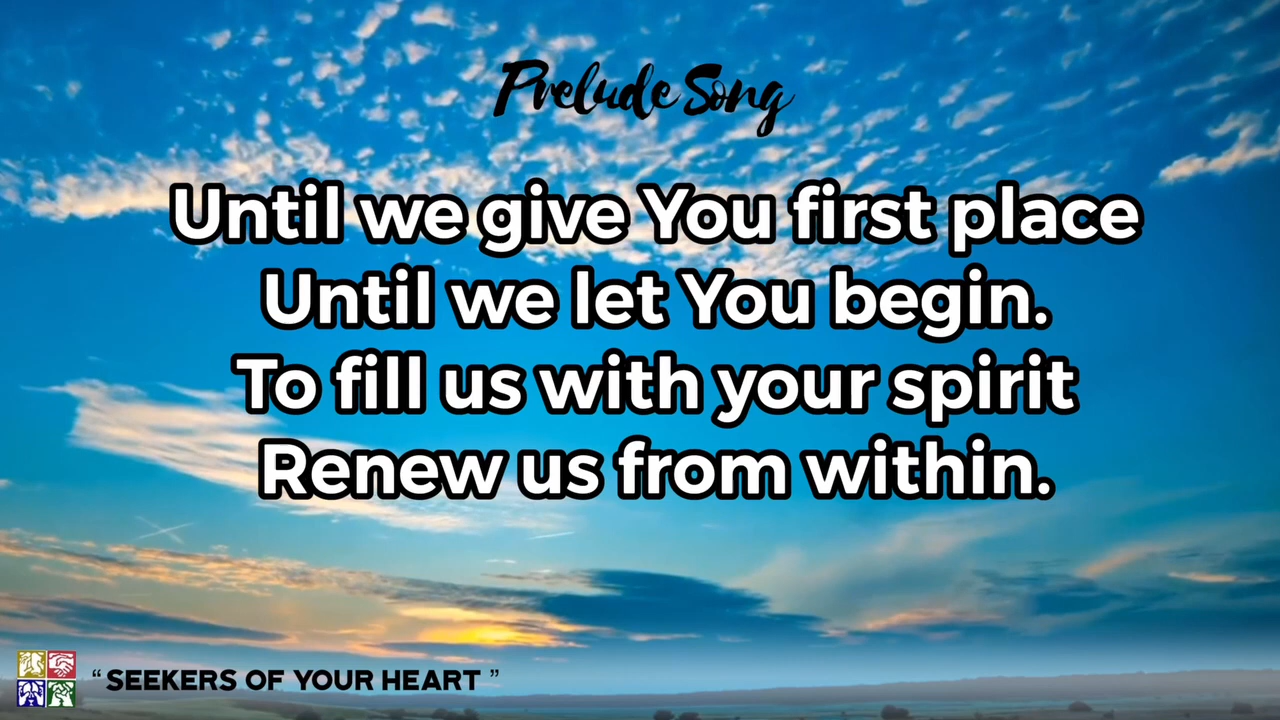 Prelude Song
Until we give You first place
Until we let You begin.
To fill us with your spirit
Renew us from within.
“ SEEKERS OF YOUR HEART ”